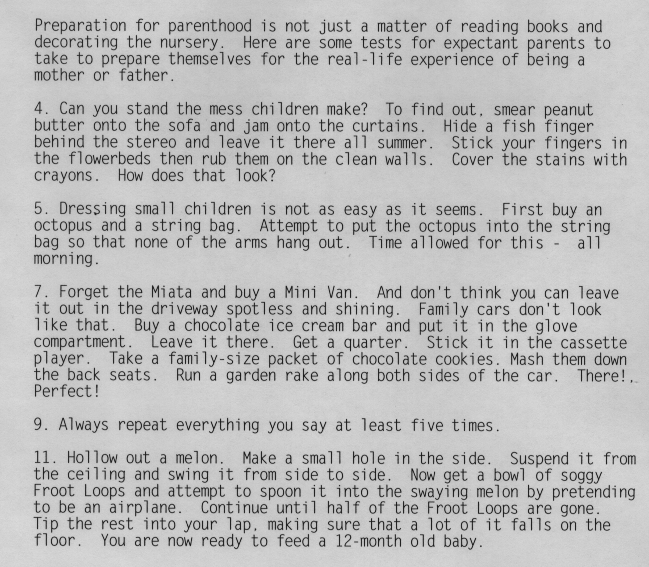 Preparation for parenthood is not just a matter of reading books and
decorating the nursery. Here are some tests for expectant parents to
take to prepare themselves for the real-life experience of being a
mother or father.
4. Can you stand the mess children make? To find out, smear peanut
butter onto the sofa and jam onto the curtains. Hide a fish finger
behind the stereo and leave it there all summer. Stick your fingers in
the flowerbeds then rub them on the clean walls. Cover the stains with
crayons. How does that look?
5. Dressing small children is not as easy as it seems. First buy an
octopus and a string bag. Attempt to put the octopus into the string
bag so that none of the arms hang out. Time allowed for this - all
morning.
7. Forget the Miata and buy a Mini Van. And don't think you can leave
it out in the driveway spotless and shining. Family cars don't look
like that. Buy a chocolate ice cream bar and put it in the glove
compartment. Leave it there. Get a quarter. Stick it in the cassette
player. Take a family-size packet of chocolate cookies. Mash them down
the back seats. Run a garden rake along both sides of the car. There!.
Perfect!
9. Always repeat everything you say at least five times.
11. Hollow out a melon. Make a small hole in the side. Suspend it from
the ceiling and swing it from side to side. Now get a bowl of soggy
Froot Loops and attempt to spoon it into the swaying melon by pretending
to be an airplane. Continue until half of the Froot Loops are gone.
Tip the rest into your lap, making sure that a lot of it falls on the
floor. You are now ready to feed a 12-month old baby.